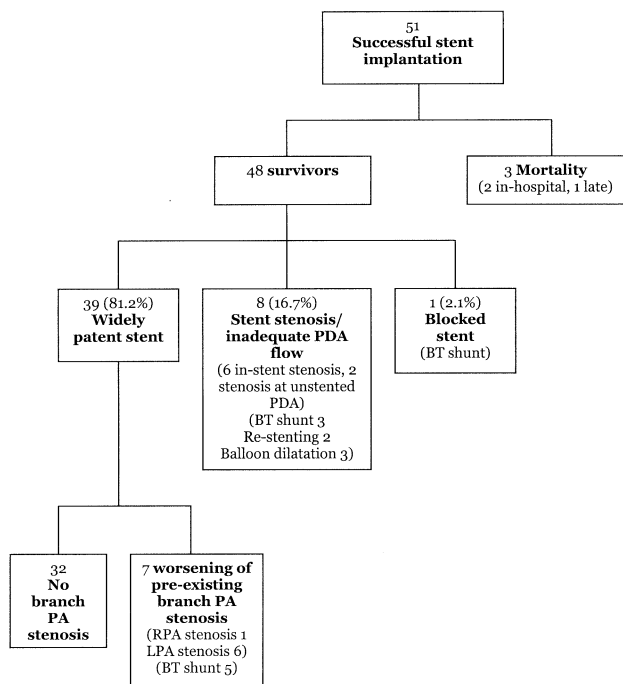 51
Successful stent
implantation
48 survivors
3 Mortality
(2 in-hospital, 1 late)
39 (81.2%)
Widely
patent stent
8 (16.7%)
Stent stenosis/
inadequate PDA
flow
(6 in-stent stenosis, 2
stenosis at unstented
PDA)
(BT shunt 3
Re-stenting 2
Balloon dilatation 3)
1 (2.1%)
Blocked
stent
(BT shunt)
32
No
branch
PA
stenosis
7 worsening of
pre-existing
branch PA
stenosis
(RPA stenosis 1
LPA stenosis 6)
(BT shunt 5)